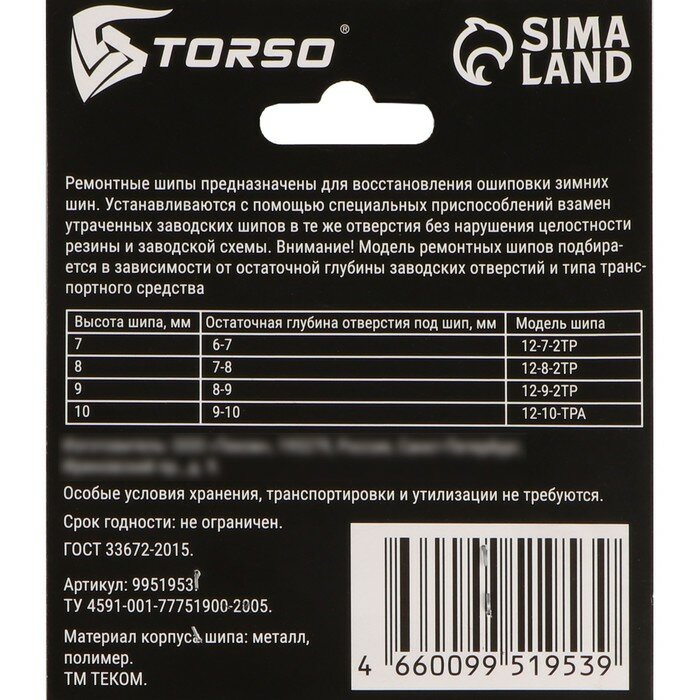 TORSO®
SIMA
LAND
Ремонтные шипы предназначены для восстановления ошиповки зимних
шин. Устанавливаются с помощью специальных приспособлений взамен
утраченных заводских шипов в те же отверстия без нарушения целостности
резины и заводской схемы. Внимание! Модель ремонтных шипов подбира-
ется в зависимости от остаточной глубины заводских отверстий и типа транс-
портного средства
Высота шипа, мм Остаточная глубина отверстия под шип, мм Модель шипа
7 6-7 12-7-2ТР
8 7-8 12-8-2ТР
9 8-9 12-9-2ТР
10 9-10 12-10-ТРА
Особые условия хранения, транспортировки и утилизации не требуются.
Срок годности: не ограничен.
ГОСТ 33672-2015.
Артикул: 9951953
ТУ 4591-001-77751900-2005.
Материал корпуса шипа: металл,
полимер.
ТМ ТЕКОМ.
4 660099 519539